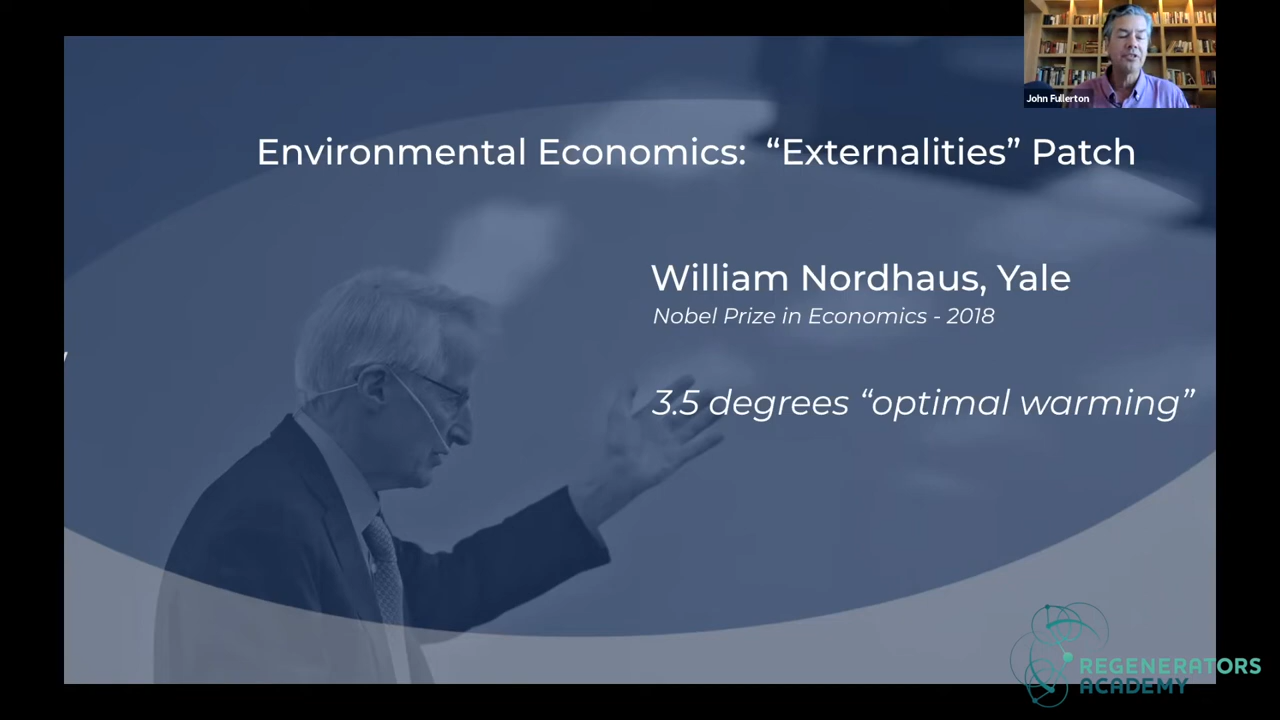 John Fullerton
Environmental Economics: “Externalities” Patch
William Nordhaus, Yale
Nobel Prize in Economics - 2018
3.5 degrees “optimal warming”
REGENERATORS
ACADEMY